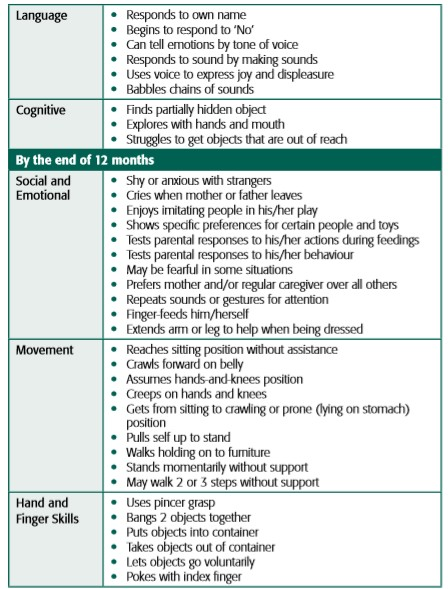 Language
• Responds to own name
• Begins to respond to 'No'
• Can tell emotions by tone of voice
• Responds to sound by making sounds
• Uses voice to express joy and displeasure
• Babbles chains of sounds
Cognitive
• Finds partially hidden object
• Explores with hands and mouth
• Struggles to get objects that are out of reach
By the end of 12 months
Social and
Emotional
• Shy or anxious with strangers
• Cries when mother or father leaves
• Enjoys imitating people in his/her play
• Shows specific preferences for certain people and toys
• Tests parental responses to his/her actions during feedings
• Tests parental responses to his/her behaviour
• May be fearful in some situations
• Prefers mother and/or regular caregiver over all others
• Repeats sounds or gestures for attention
• Finger-feeds him/herself
• Extends arm or leg to help when being dressed
Movement
• Reaches sitting position without assistance
• Crawls forward on belly
• Assumes hands-and-knees position
• Creeps on hands and knees
• Gets from sitting to crawling or prone (lying on stomach)
position
• Pulls self up to stand
• Walks holding on to furniture
• Stands momentarily without support
• May walk 2 or 3 steps without support
Hand and
Finger Skills
• Uses pincer grasp
• Bangs 2 objects together
• Puts objects into container
• Takes objects out of container
• Lets objects go voluntarily
• Pokes with index finger